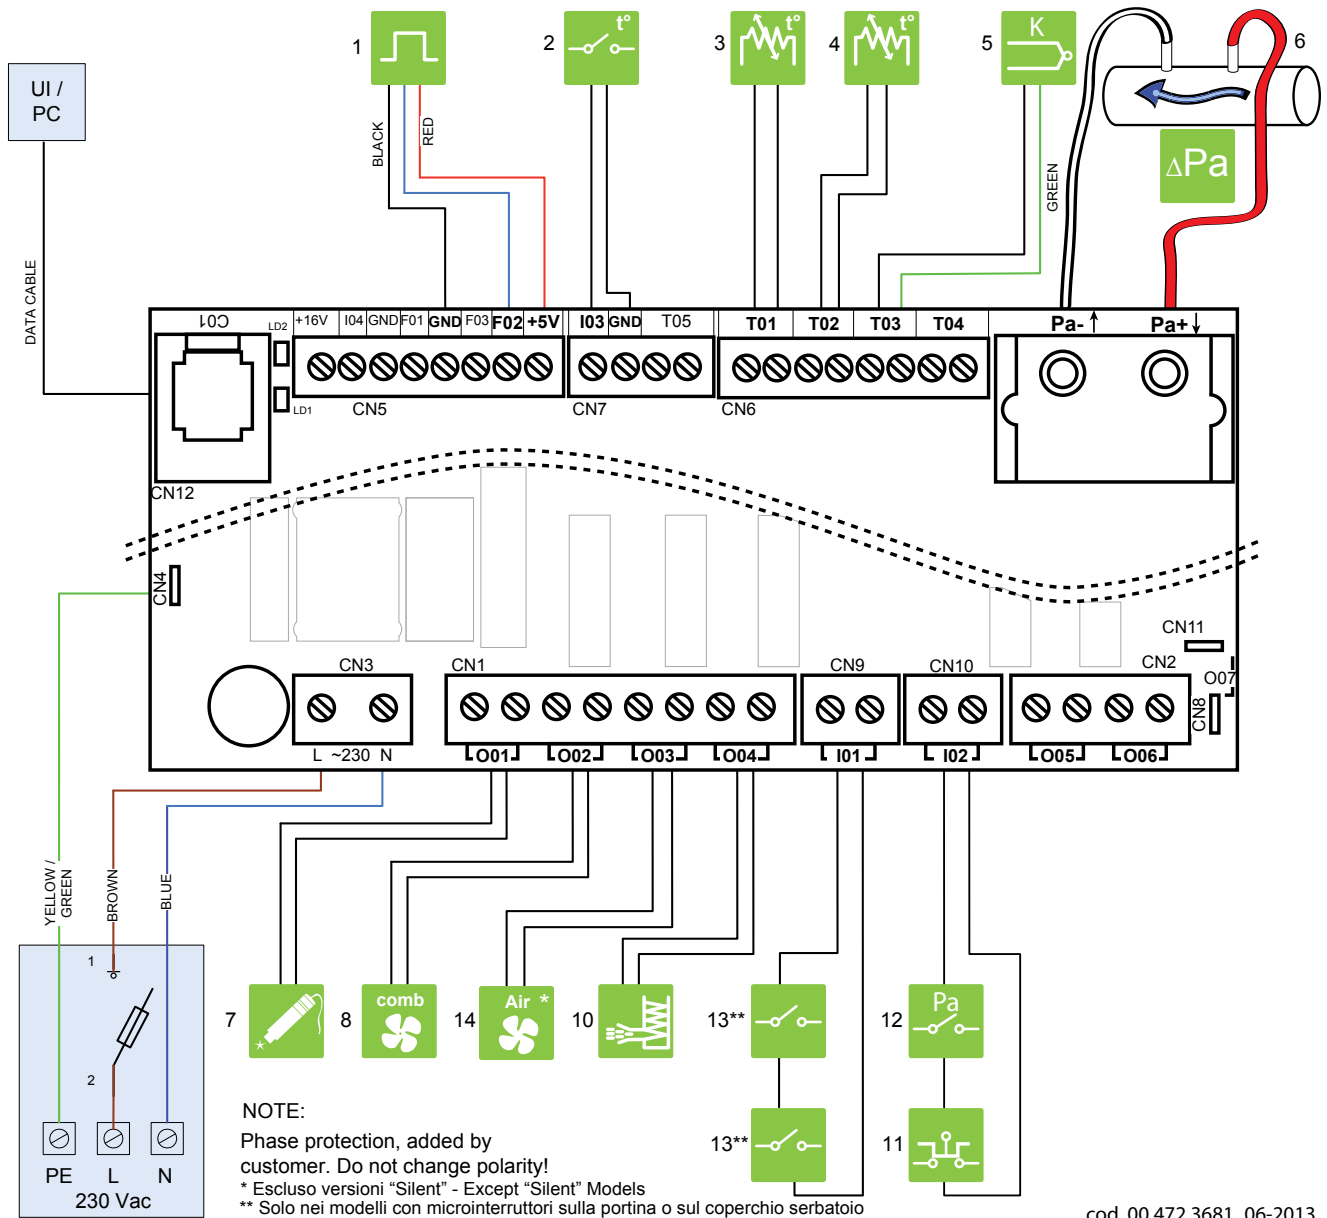 1
2
t°
3
t°
4
t°
5
K
6
UI /
PC
BLACK
RED
GREEN
ΔPa
DATA CABLE
C01
LD2
+16V
I04
GND
F01
GND
F03
F02
+5V
I03
GND
T05
T01
T02
T03
T04
Pa-
Pa+
LD1
CN5
CN7
CN6
CN12
CN4
CN11
CN3
CN1
CN9
CN10
CN2
O07
CN8
L ~230 N
O01
O02
O03
O04
I01
I02
O05
O06
YELLOW /
GREEN
BROWN
BLUE
1
2
PE
L
N
230 Vac
7
8
comb
14
Air *
10
13**
12
Pa
13**
11
NOTE:
Phase protection, added by
customer. Do not change polarity!
* Escluso versioni “Silent” - Except “Silent” Models
** Solo nei modelli con microinterruttori sulla portina o sul coperchio serbatoio
cod. 00 472 3681 06-2013